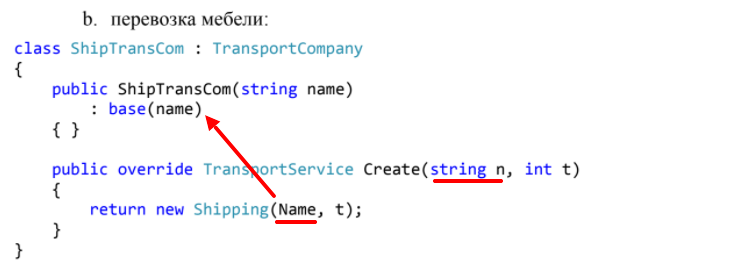 b. перевозка мебели:
class ShipTransCom : TransportCompany
{
public ShipTransCom(string name)
: base(name)
{ }
public override TransportService Create(string n, int t)
{
return new Shipping(Name, t);
}
}